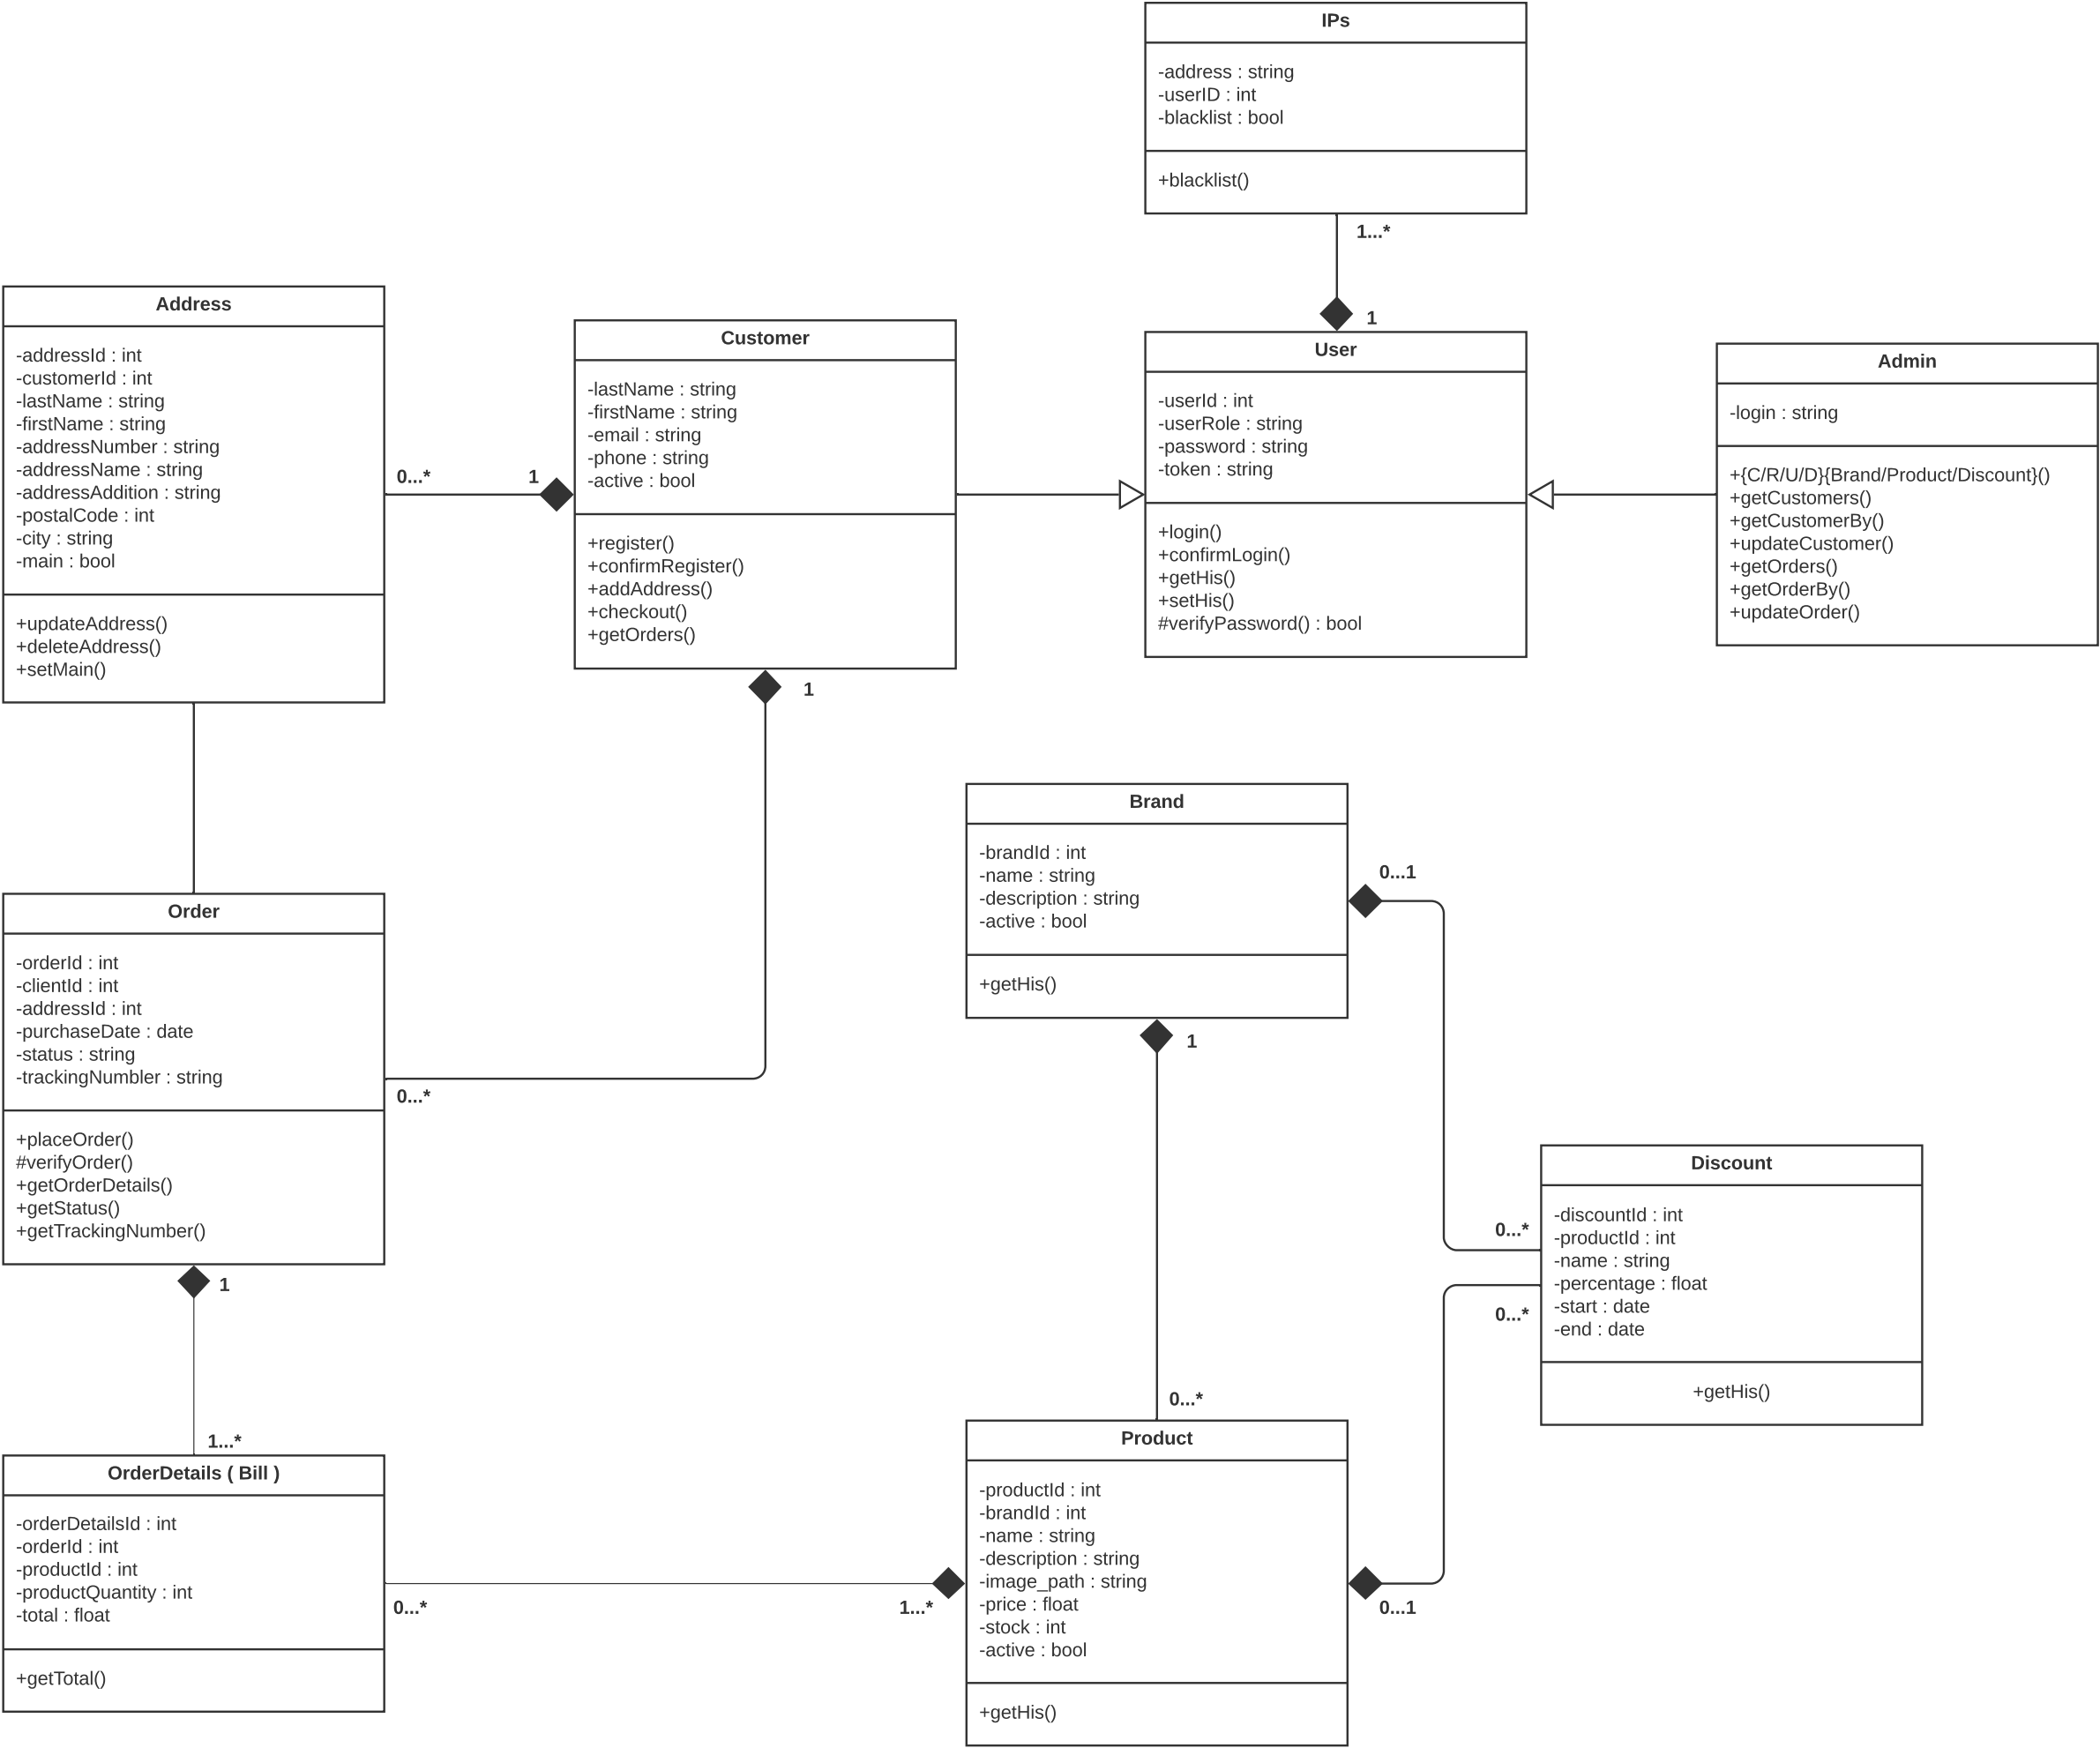 IPs
-address : string
-userID : int
-blacklist : bool
+blacklist()
1...*
1
Address
-addressId : int
-customerId : int
-lastName : string
-firstName : string
-addressNumber : string
-addressName : string
-addressAddition : string
-postalCode : int
-city : string
-main : bool
+updateAddress()
+deleteAddress()
+setMain()
0...*
1
Customer
-lastName : string
-firstName : string
-email : string
-phone : string
-active : bool
+register()
+confirmRegister()
+addAddress()
+checkout()
+getOrders()
1
User
-userId : int
-userRole : string
-password : string
-token : string
+login()
+confirmLogin()
+getHis()
+setHis()
#verifyPassword() : bool
Admin
-login : string
+{C/R/U/D}{Brand/Product/Discount}()
+getCustomers()
+getCustomerBy()
+updateCustomer()
+getOrders()
+getOrderBy()
+updateOrder()
Order
-orderId : int
-clientId : int
-addressId : int
-purchaseDate : date
-status : string
-trackingNumbler : string
+placeOrder()
#verifyOrder()
+getOrderDetails()
+getStatus()
+getTrackingNumber()
0...*
1
1...*
Brand
-brandId : int
-name : string
-description : string
-active : bool
+getHis()
0...1
1
0...*
Discount
-discountId : int
-productId : int
-name : string
-percentage : float
-start : date
-end : date
+getHis()
0...*
0...*
OrderDetails ( Bill )
-orderDetailsId : int
-orderId : int
-productId : int
-productQuantity : int
-total : float
+getTotal()
0...*
1...*
Product
-productId : int
-brandId : int
-name : string
-description : string
-image_path : string
-price : float
-stock : int
-active : bool
+getHis()
0...1